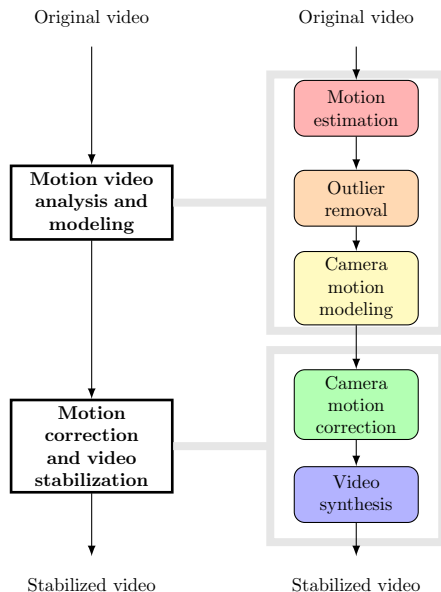 Original video
Motion video
analysis and
modeling
Motion
correction
and video
stabilization
Stabilized video
Original video
Motion
estimation
Outlier
removal
Camera
motion
modeling
Camera
motion
correction
Video
synthesis
Stabilized video